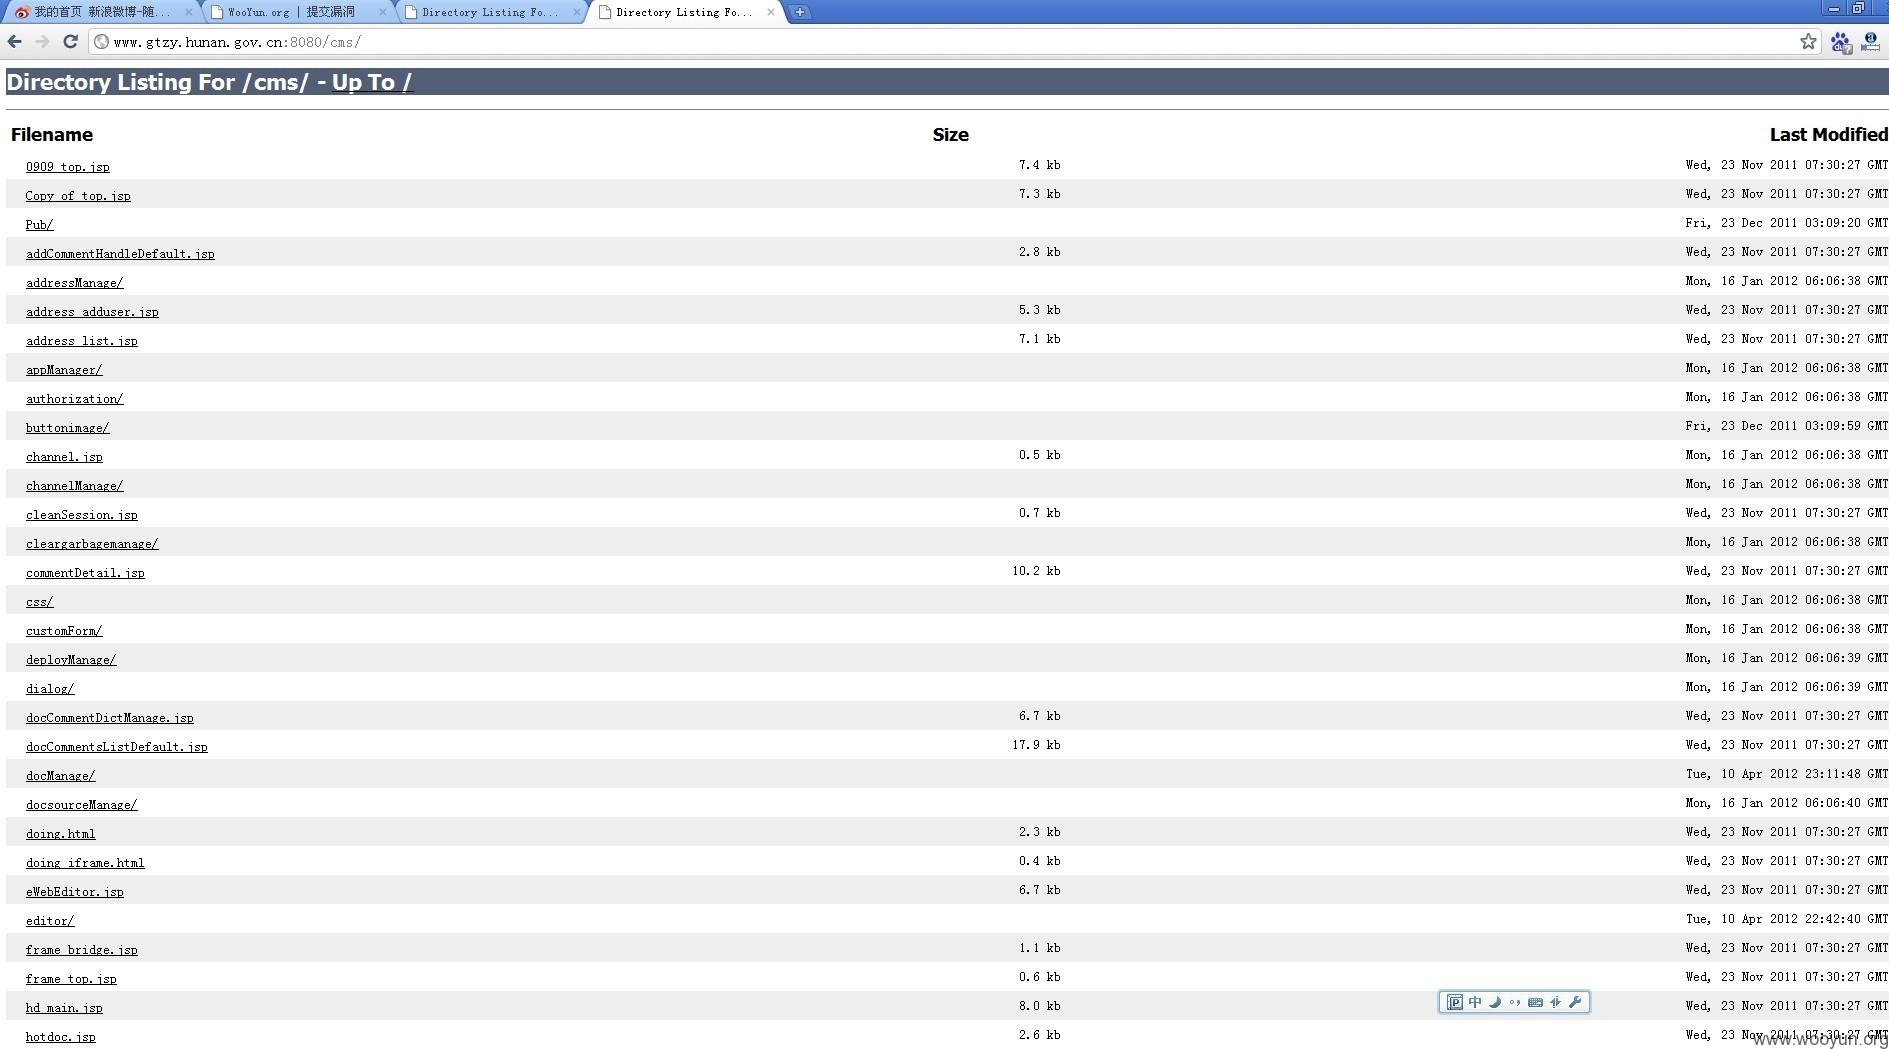 我的首页 新浪微博-随...
WooYun.org | 提交漏洞
Directory Listing Fo...
Directory Listing Fo...
www.gtzy.hunan.gov.cn:8080/cms/
Directory Listing For /cms/ - Up To /
Filename Size Last Modified
0909_top.jsp 7.4 kb Wed, 23 Nov 2011 07:30:27 GMT
Copy of top.jsp 7.3 kb Wed, 23 Nov 2011 07:30:27 GMT
Pub/ Fri, 23 Dec 2011 03:09:20 GMT
addCommentHandleDefault.jsp 2.8 kb Wed, 23 Nov 2011 07:30:27 GMT
addressManage/ Mon, 16 Jan 2012 06:06:38 GMT
address_adduser.jsp 5.3 kb Wed, 23 Nov 2011 07:30:27 GMT
address_list.jsp 7.1 kb Wed, 23 Nov 2011 07:30:27 GMT
appManager/ Mon, 16 Jan 2012 06:06:38 GMT
authorization/ Mon, 16 Jan 2012 06:06:38 GMT
buttonimage/ Fri, 23 Dec 2011 03:09:59 GMT
channel.jsp 0.5 kb Mon, 16 Jan 2012 06:06:38 GMT
channelManage/ Mon, 16 Jan 2012 06:06:38 GMT
cleanSession.jsp 0.7 kb Wed, 23 Nov 2011 07:30:27 GMT
cleargarbagemanage/ Mon, 16 Jan 2012 06:06:38 GMT
commentDetail.jsp 10.2 kb Wed, 23 Nov 2011 07:30:27 GMT
css/ Mon, 16 Jan 2012 06:06:38 GMT
customForm/ Mon, 16 Jan 2012 06:06:38 GMT
deployManage/ Mon, 16 Jan 2012 06:06:39 GMT
dialog/ Mon, 16 Jan 2012 06:06:39 GMT
docCommentDictManage.jsp 6.7 kb Wed, 23 Nov 2011 07:30:27 GMT
docCommentsListDefault.jsp 17.9 kb Wed, 23 Nov 2011 07:30:27 GMT
docManage/ Tue, 10 Apr 2012 23:11:48 GMT
docsourceManage/ Mon, 16 Jan 2012 06:06:40 GMT
doing.html 2.3 kb Wed, 23 Nov 2011 07:30:27 GMT
doing_iframe.html 0.4 kb Wed, 23 Nov 2011 07:30:27 GMT
eWebEditor.jsp 6.7 kb Wed, 23 Nov 2011 07:30:27 GMT
editor/ Tue, 10 Apr 2012 22:42:40 GMT
frame_bridge.jsp 1.1 kb Wed, 23 Nov 2011 07:30:27 GMT
frame_top.jsp 0.6 kb Wed, 23 Nov 2011 07:30:27 GMT
中
hd_main.jsp 8.0 kb Wed, 23 Nov 2011 07:30:27 GMT
hotdoc.jsp 2.6 kb Wed, 23 Nov 2011 07:30:27 GMT
www.wooyun.org